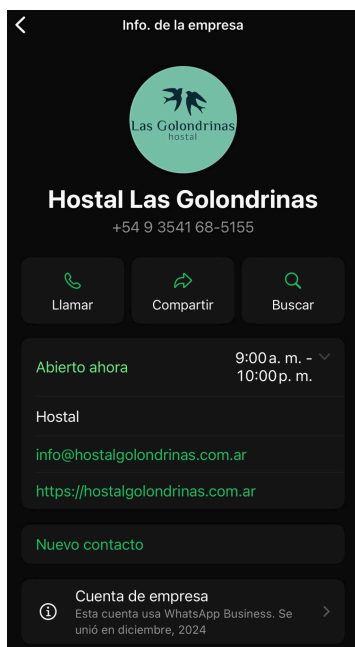 Info. de la empresa
Las Golondrinas
hostal
Hostal Las Golondrinas
+54 9 3541 68-5155
Llamar Compartir Buscar
Abierto ahora 9:00 a. m. -
10:00 p. m.
Hostal
info@hostalgolondrinas.com.ar
https://hostalgolondrinas.com.ar
Nuevo contacto
Cuenta de empresa
Esta cuenta usa WhatsApp Business. Se
unió en diciembre, 2024